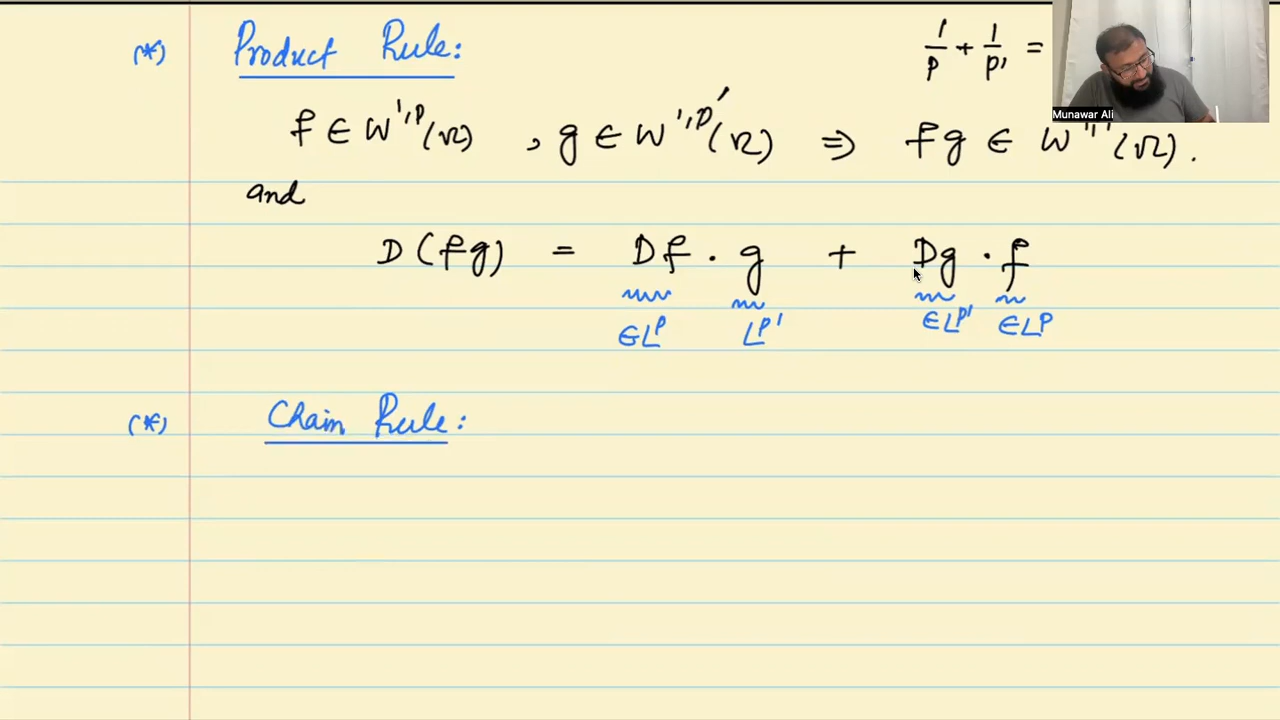 (*) Product Rule: 1/p + 1/p' =
Munawar Ali
f ∈ W^{1,p}(Ω) , g ∈ W^{1,p'}(Ω) ⇒ fg ∈ W^{1,1}(Ω).
and
D(fg) = Df · g + Dg · f
∈L^p L^{p'} ∈L^{p'} ∈L^p
(*) Chain Rule: